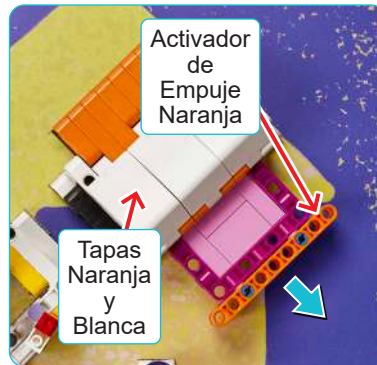 Activador
de
Empuje
Naranja
Tapas
Naranja
y
Blanca